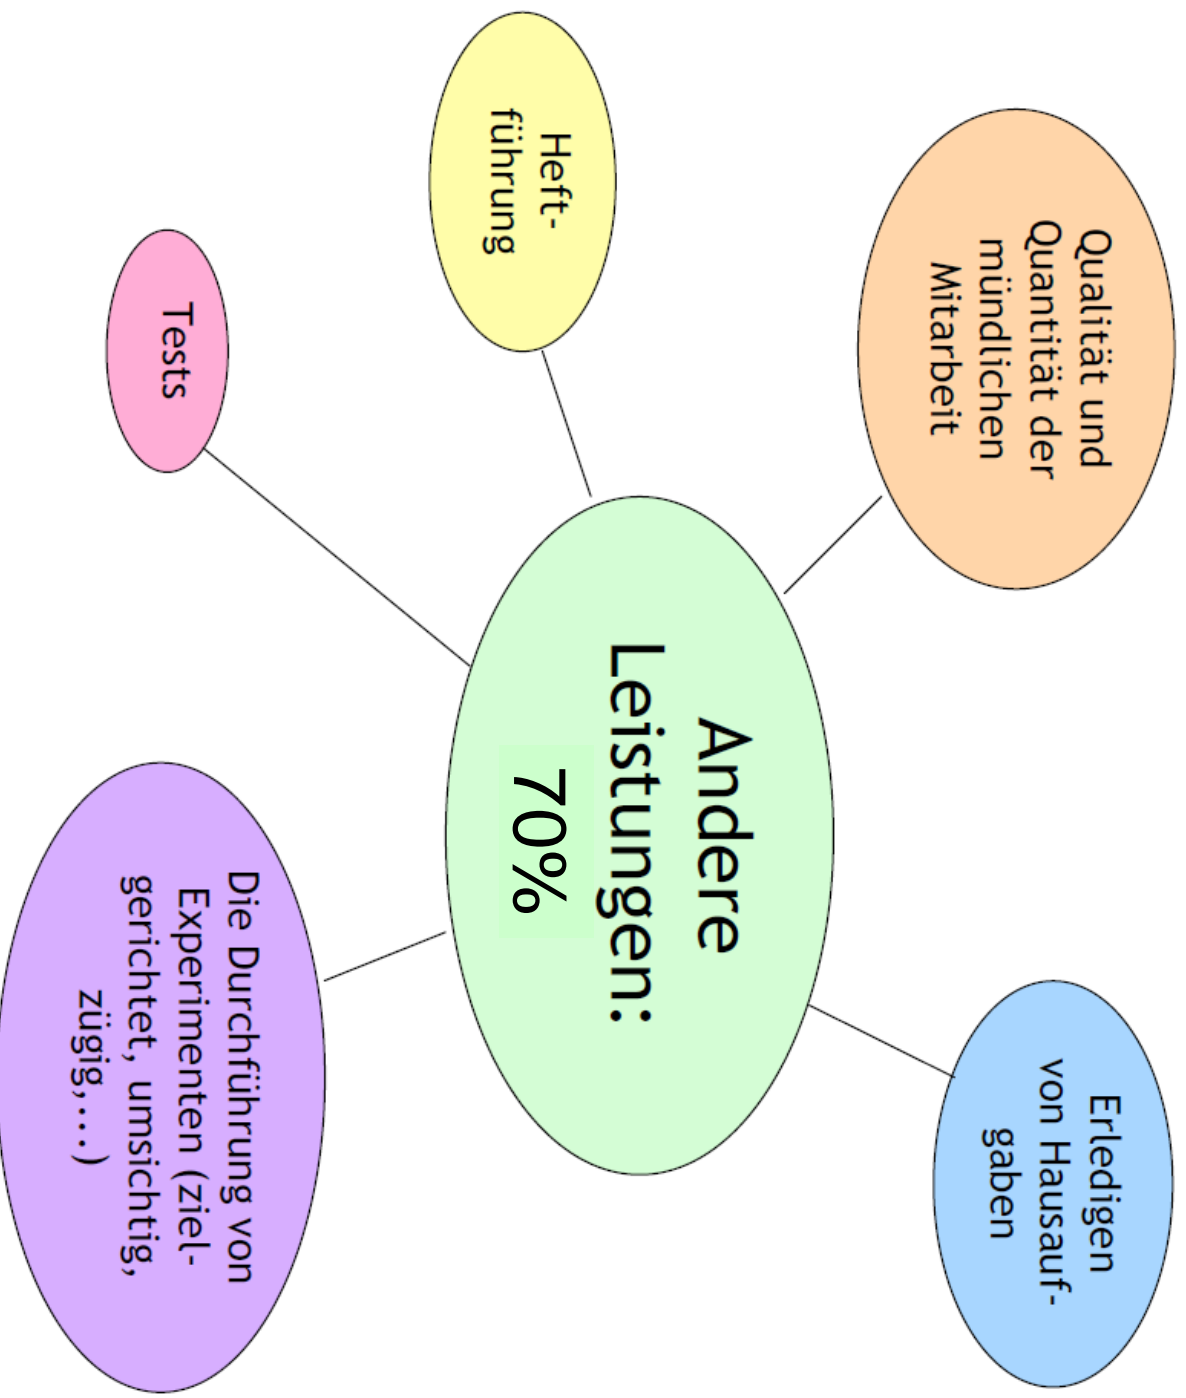 Qualität und
Quantität der
mündlichen
Mitarbeit
Erledigen
von Hausauf-
gaben
Andere
Leistungen:
70%
Heft-
führung
Tests
Die Durchführung von
Experimenten (ziel-
gerichtet, umsichtig,
zügig,...)